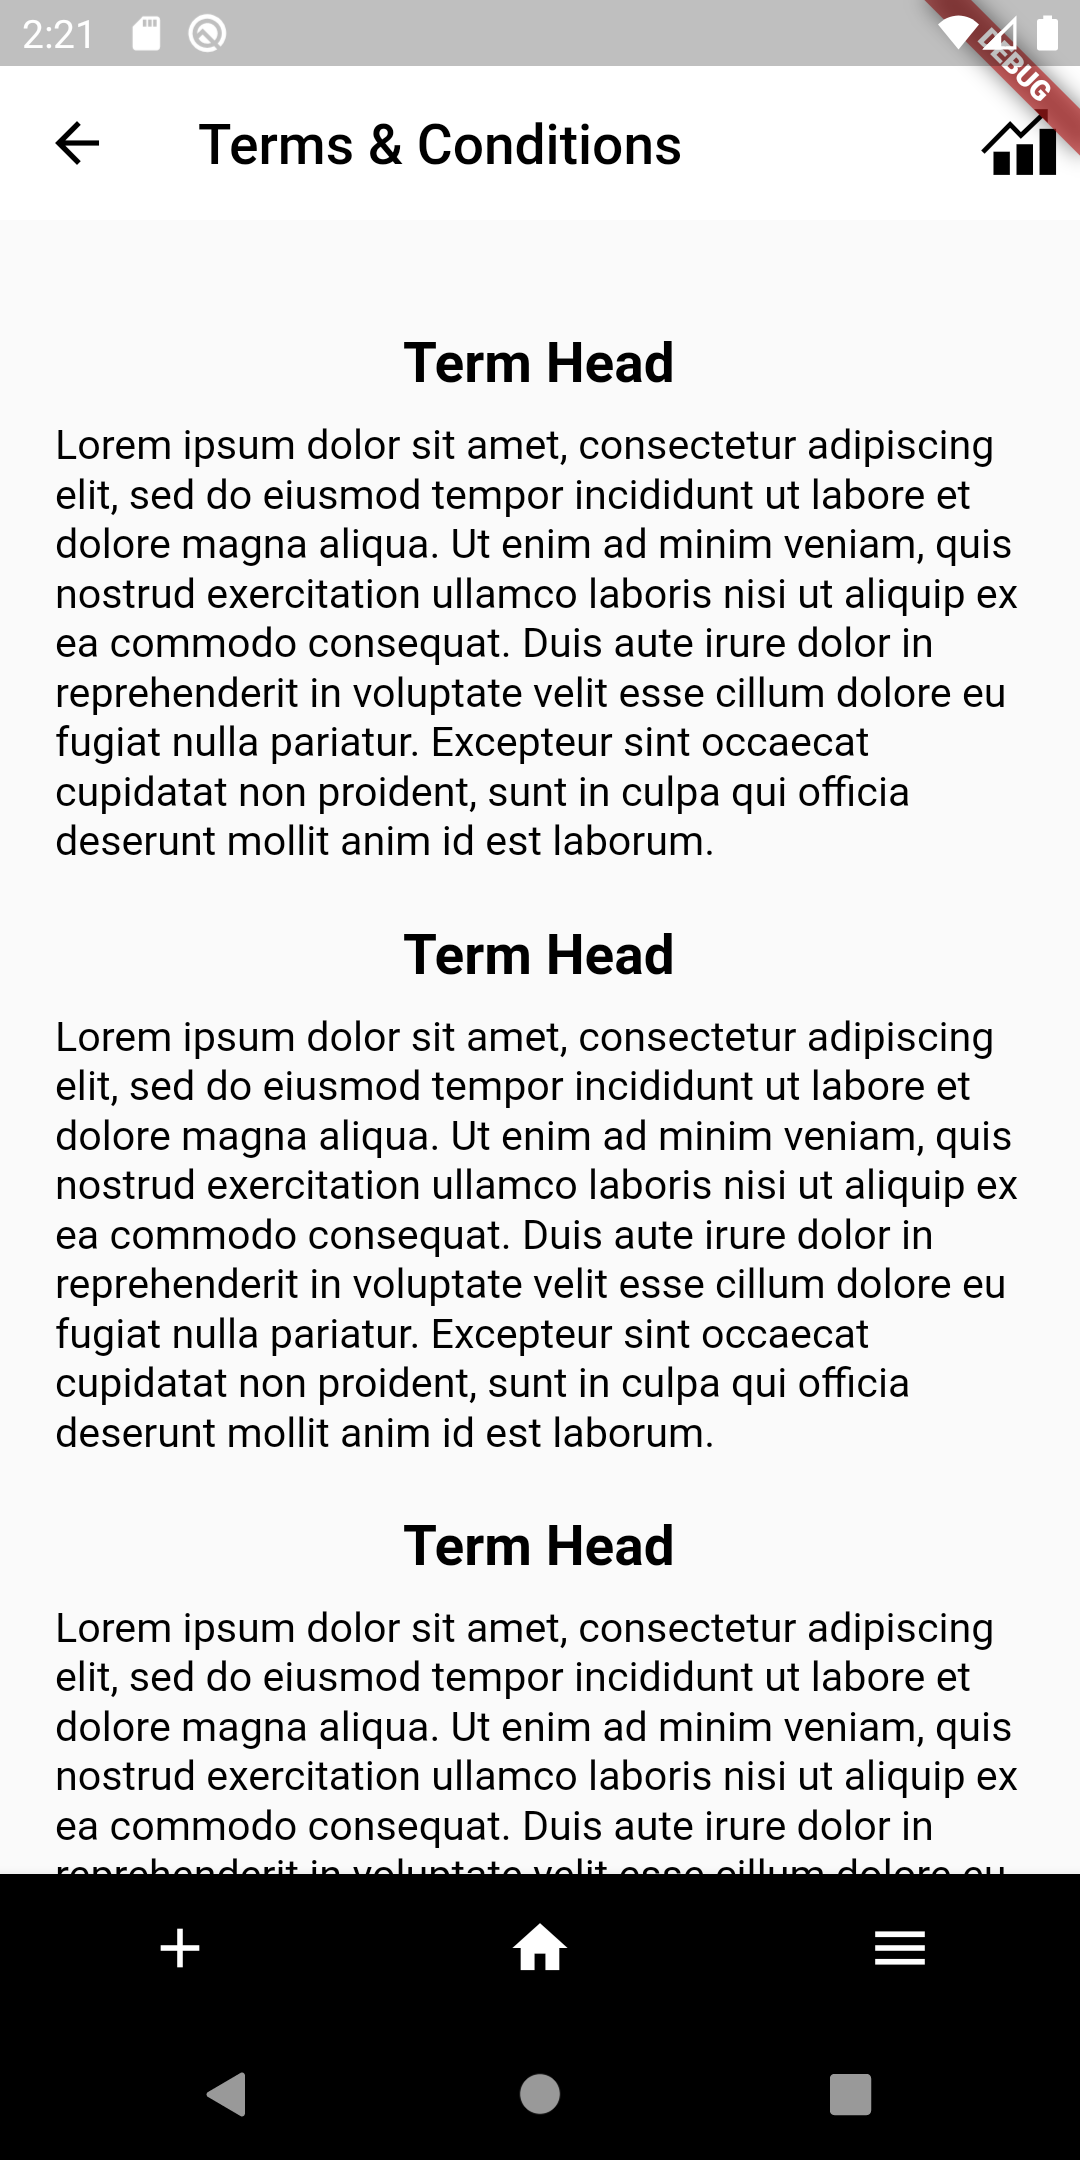 2:21
DEBUG
Terms & Conditions
Term Head
Lorem ipsum dolor sit amet, consectetur adipiscing
elit, sed do eiusmod tempor incididunt ut labore et
dolore magna aliqua. Ut enim ad minim veniam, quis
nostrud exercitation ullamco laboris nisi ut aliquip ex
ea commodo consequat. Duis aute irure dolor in
reprehenderit in voluptate velit esse cillum dolore eu
fugiat nulla pariatur. Excepteur sint occaecat
cupidatat non proident, sunt in culpa qui officia
deserunt mollit anim id est laborum.
Term Head
Lorem ipsum dolor sit amet, consectetur adipiscing
elit, sed do eiusmod tempor incididunt ut labore et
dolore magna aliqua. Ut enim ad minim veniam, quis
nostrud exercitation ullamco laboris nisi ut aliquip ex
ea commodo consequat. Duis aute irure dolor in
reprehenderit in voluptate velit esse cillum dolore eu
fugiat nulla pariatur. Excepteur sint occaecat
cupidatat non proident, sunt in culpa qui officia
deserunt mollit anim id est laborum.
Term Head
Lorem ipsum dolor sit amet, consectetur adipiscing
elit, sed do eiusmod tempor incididunt ut labore et
dolore magna aliqua. Ut enim ad minim veniam, quis
nostrud exercitation ullamco laboris nisi ut aliquip ex
ea commodo consequat. Duis aute irure dolor in
reprehenderit in voluptate velit esse cillum dolore eu